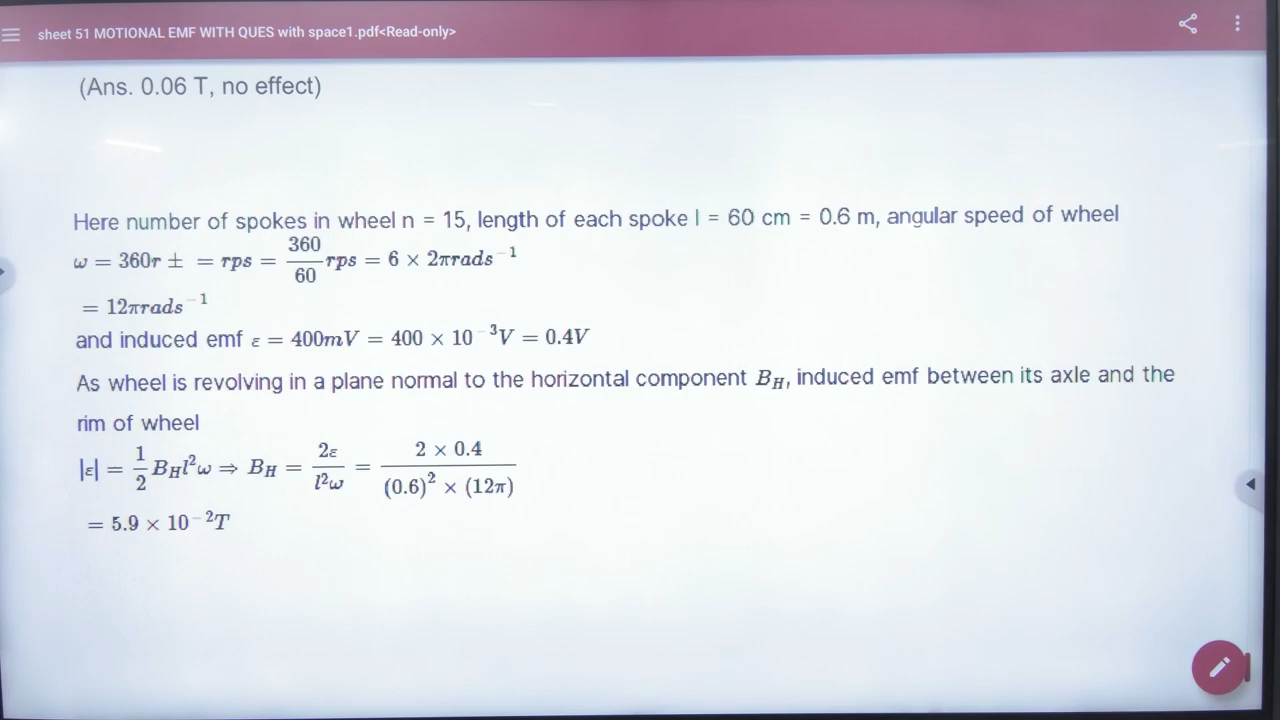 sheet 51 MOTIONAL EMF WITH QUES with space1.pdf<Read-only>
(Ans. 0.06 T, no effect)
Here number of spokes in wheel n = 15, length of each spoke l = 60 cm = 0.6 m, angular speed of wheel
ω = 360r ± = rps = 360/60 rps = 6 × 2πrads⁻¹
= 12πrads⁻¹
and induced emf ε = 400mV = 400 × 10⁻³V = 0.4V
As wheel is revolving in a plane normal to the horizontal component B_H, induced emf between its axle and the
rim of wheel
|ε| = 1/2 B_H l²ω ⇒ B_H = 2ε/l²ω = 2 × 0.4/(0.6)² × (12π)
= 5.9 × 10⁻²T